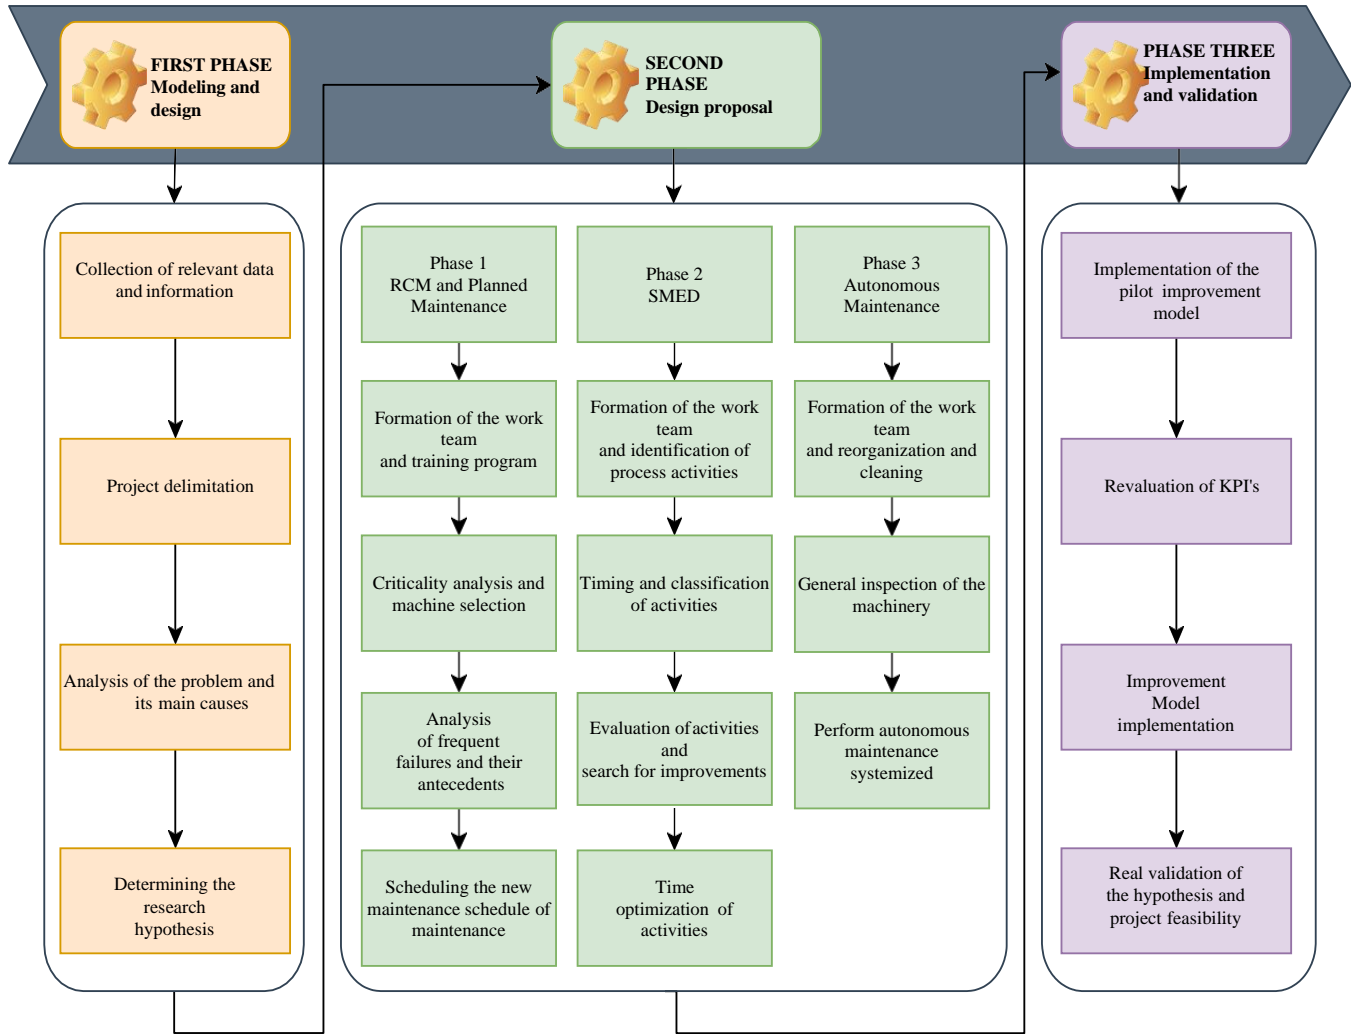 FIRST PHASE
Modeling and
design
SECOND
PHASE
Design proposal
PHASE THREE
Implementation
and validation
Collection of relevant data
and information
Project delimitation
Analysis of the problem and
its main causes
Determining the
research
hypothesis
Phase 1
RCM and Planned
Maintenance
Formation of the work
team
and training program
Criticality analysis and
machine selection
Analysis
of frequent
failures and their
antecedents
Scheduling the new
maintenance schedule of
maintenance
Phase 2
SMED
Formation of the work
team
and identification of
process activities
Timing and classification
of activities
Evaluation of activities
and
search for improvements
Time
optimization of
activities
Phase 3
Autonomous
Maintenance
Formation of the work
team
and reorganization and
cleaning
General inspection of the
machinery
Perform autonomous
maintenance
systemized
Implementation of the
pilot improvement
model
Revaluation of KPI's
Improvement
Model
implementation
Real validation of
the hypothesis and
project feasibility